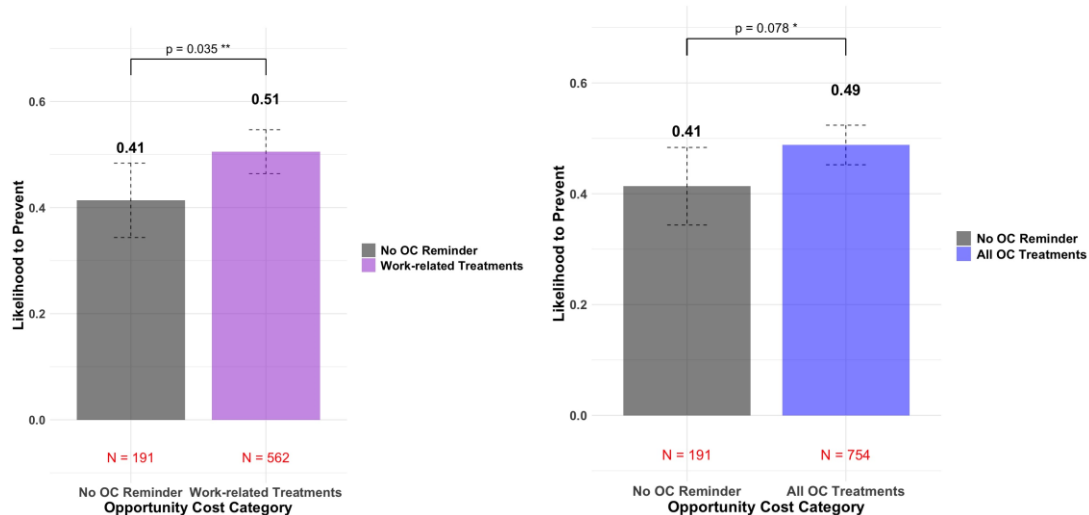 p = 0.035 **
0.6
0.4
0.2
0.0
0.41
0.51
Likelihood to Prevent
N = 191
N = 562
No OC Reminder
Work-related Treatments
Opportunity Cost Category
No OC Reminder
Work-related Treatments
p = 0.078 *
0.6
0.4
0.2
0.0
0.41
0.49
Likelihood to Prevent
N = 191
N = 754
No OC Reminder
All OC Treatments
Opportunity Cost Category
No OC Reminder
All OC Treatments